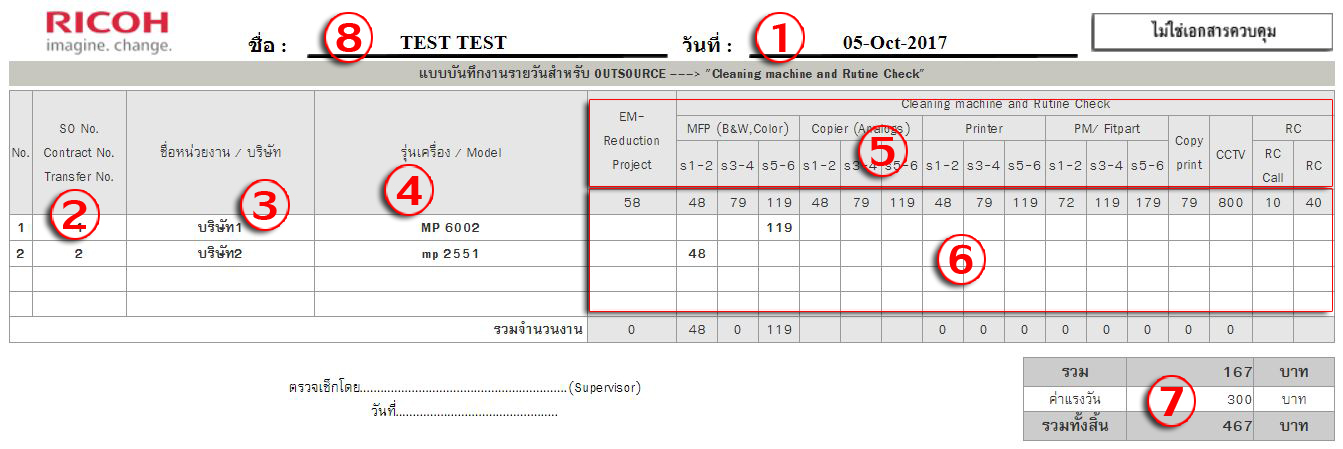 RICOH
imagine. change.
ชื่อ : 8 TEST TEST วันที่ : 1 05-Oct-2017 ไม่ใช่เอกสารควบคุม
แบบบันทึกงานรายวันสำหรับ OUTSOURCE ---> "Cleaning machine and Rutine Check"
Cleaning machine and Rutine Check
No. SO No. Contract No. Transfer No. ชื่อหน่วยงาน / บริษัท รุ่นเครื่อง / Model EM-Reduction Project MFP (B&W,Color) Copier (Analogs) Printer PM/ Fitpart Copy print CCTV RC
s1-2 s3-4 s5-6 s1-2 s3-4 s5-6 s1-2 s3-4 s5-6 s1-2 s3-4 s5-6 RC Call RC
2 3 4 5
58 48 79 119 48 79 119 48 79 119 72 119 179 79 800 10 40
1 บริษัท1 MP 6002 119
2 2 บริษัท2 mp 2551 48
6
รวมจำนวนงาน 0 48 0 119 0 0 0 0 0 0 0 0
ตรวจเช็กโดย..............................................................(Supervisor)
วันที่.................................................
รวม 167 บาท
ค่าแรงวัน 7 300 บาท
รวมทั้งสิ้น 467 บาท